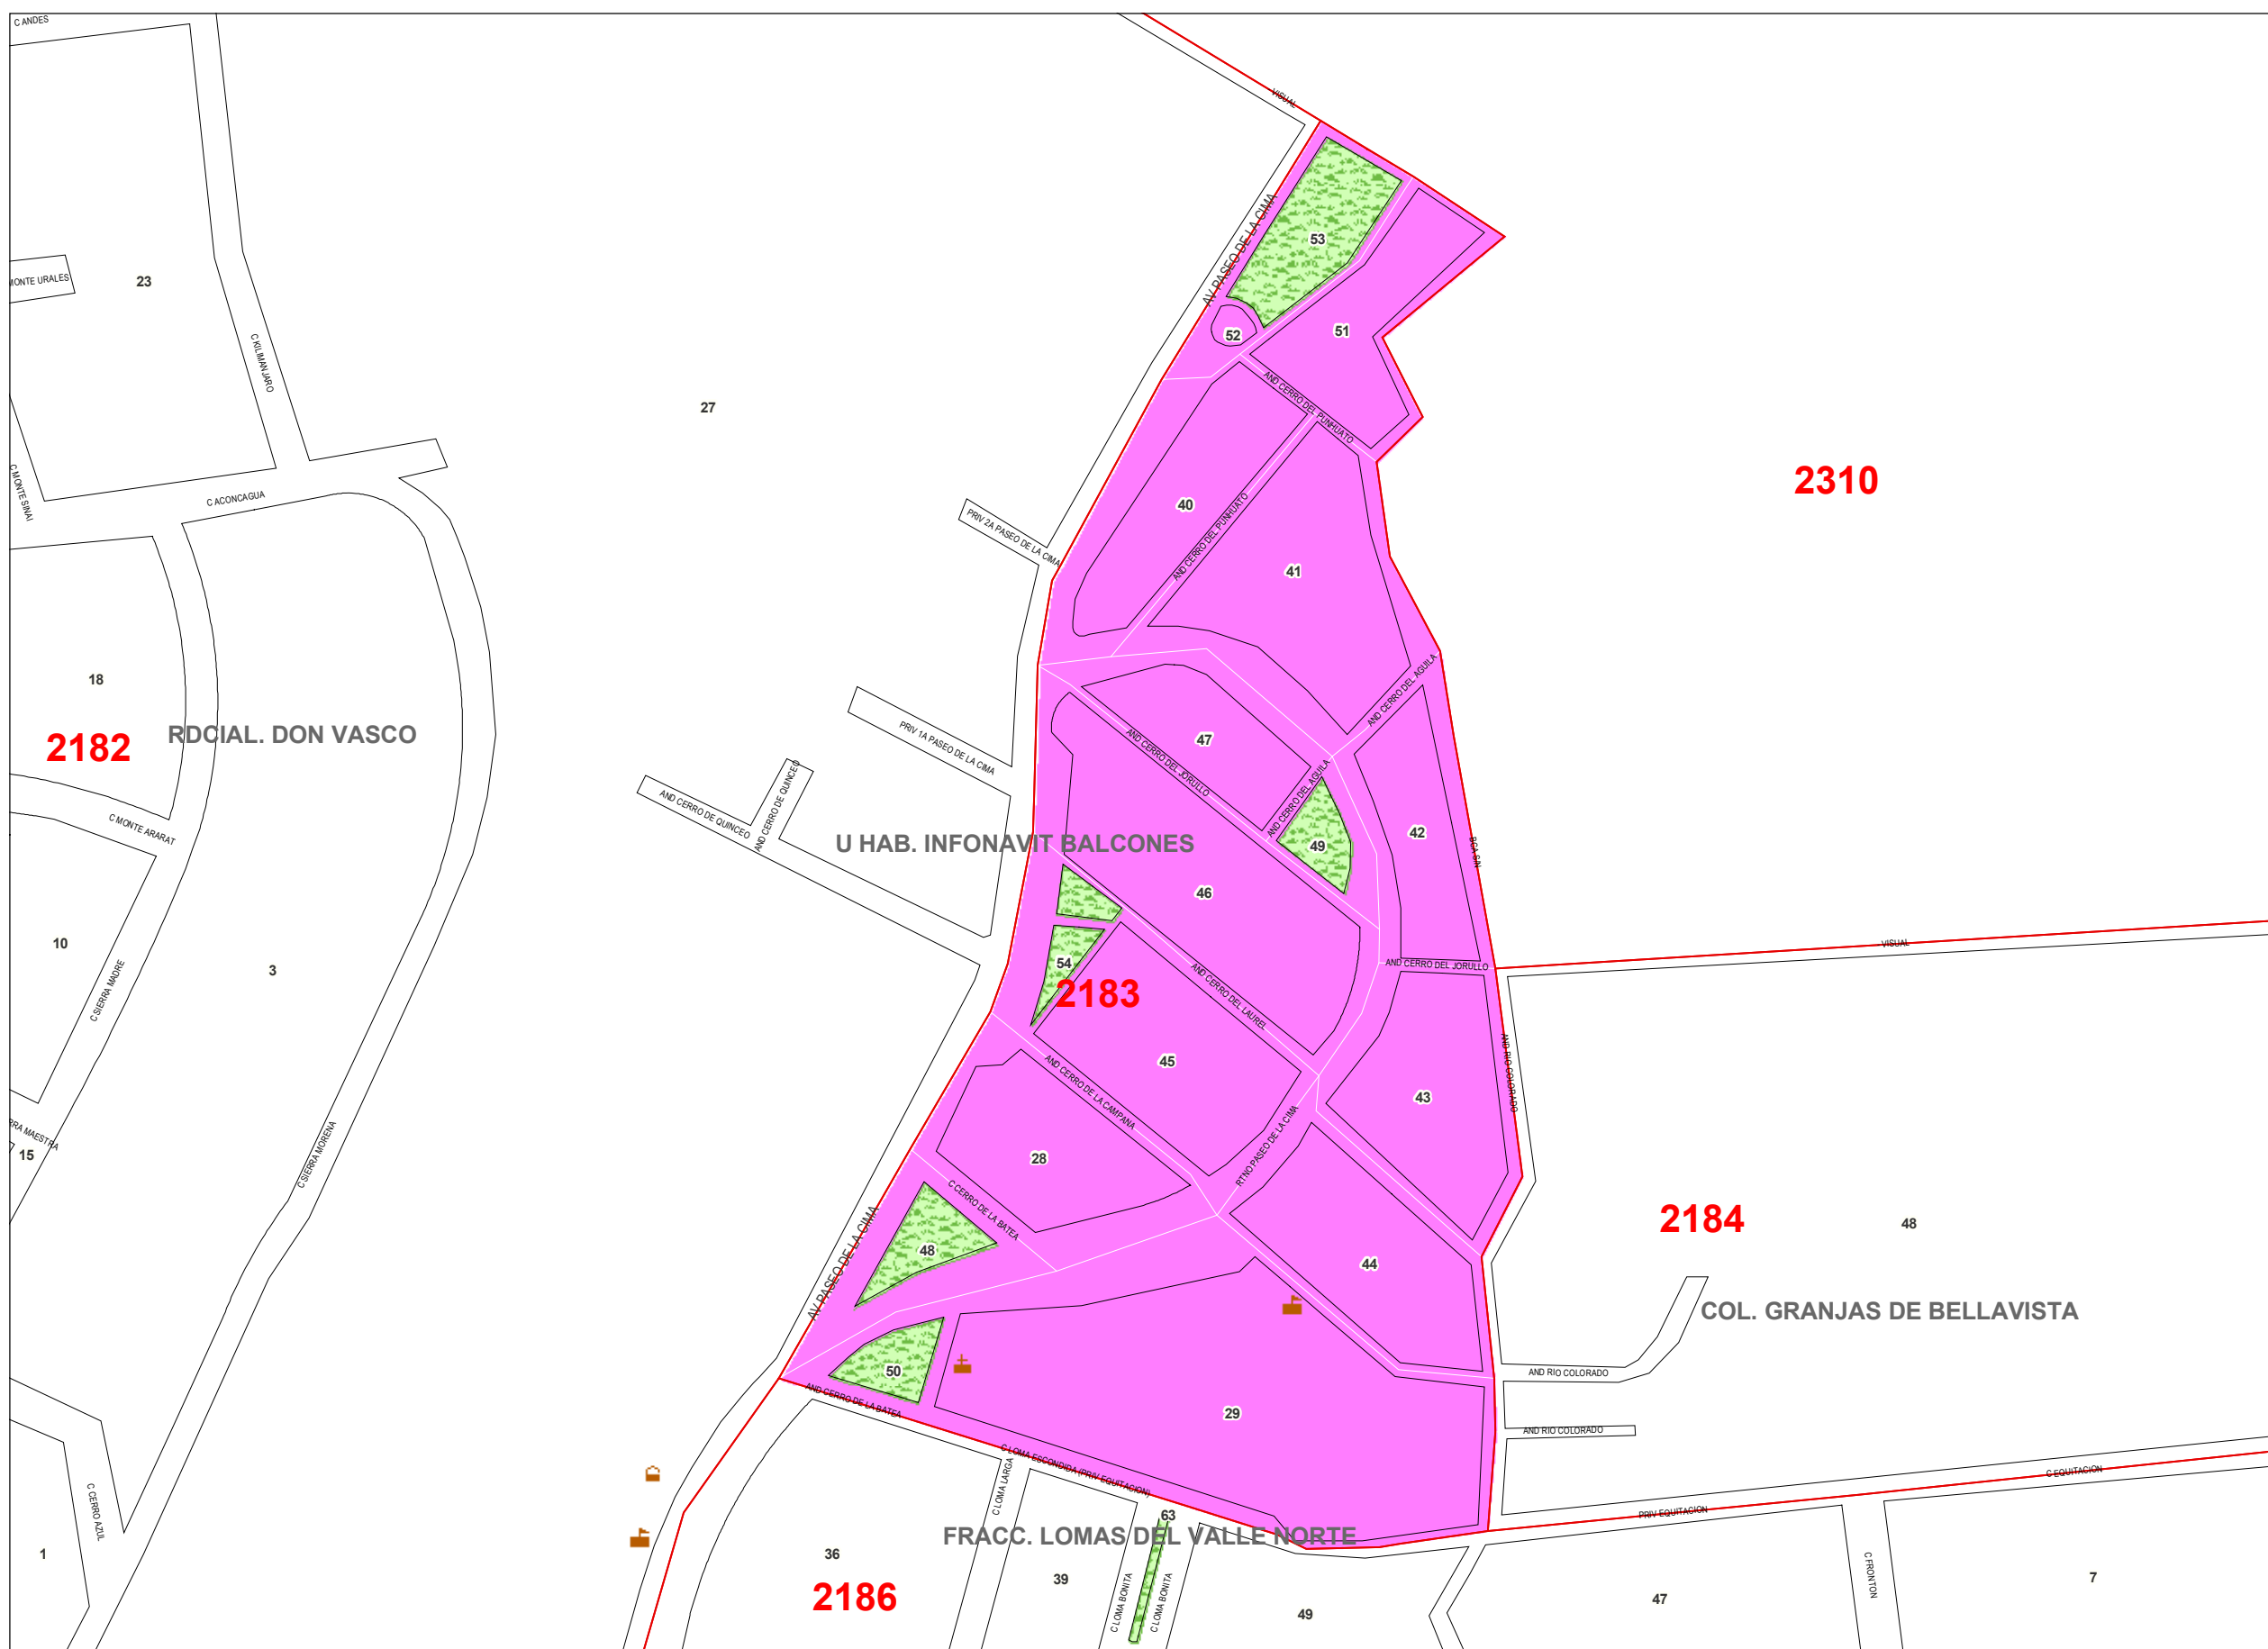 C ANDES
VISUAL
AV PASEO DE LA CIMA
53
MONTE URALES
23
52
51
C KILIMANJARO
AND CERRO DEL PUNHUATO
27
2310
C MONTE SINAI
C ACONCAGUA
40
PRIV 2A PASEO DE LA CIMA
AND CERRO DEL PUNHUATO
41
18
RDCIAL. DON VASCO
2182
AND CERRO DEL AGUILA
PRIV 1A PASEO DE LA CIMA
47
AND CERRO DEL JORULLO
AND CERRO DEL AGUILA
AND CERRO DE QUINCEO
AND CERRO DE QUINCEO
C MONTE ARARAT
U HAB. INFONAVIT BALCONES
49
42
BCA S/N
46
10
3
VISUAL
54
2183
AND CERRO DEL JORULLO
AND CERRO DEL LAUREL
C SIERRA MADRE
45
AND CERRO DE LA CAMPANA
43
AND RIO COLORADO
RRA MAESTRA
15
C SIERRA MORENA
28
RTNO PASEO DE LA CIMA
C CERRO DE LA BATEA
2184
48
48
AV PASEO DE LA CIMA
44
COL. GRANJAS DE BELLAVISTA
50
AND RIO COLORADO
AND CERRO DE LA BATEA
29
AND RIO COLORADO
C LOMA ESCONDIDA (PRIV EQUITACION)
C EQUITACION
C LOMA LARGA
C CERRO AZUL
63
PRIV EQUITACION
FRACC. LOMAS DEL VALLE NORTE
1
36
39
C FRONTON
7
2186
C LOMA BONITA
C LOMA BONITA
49
47